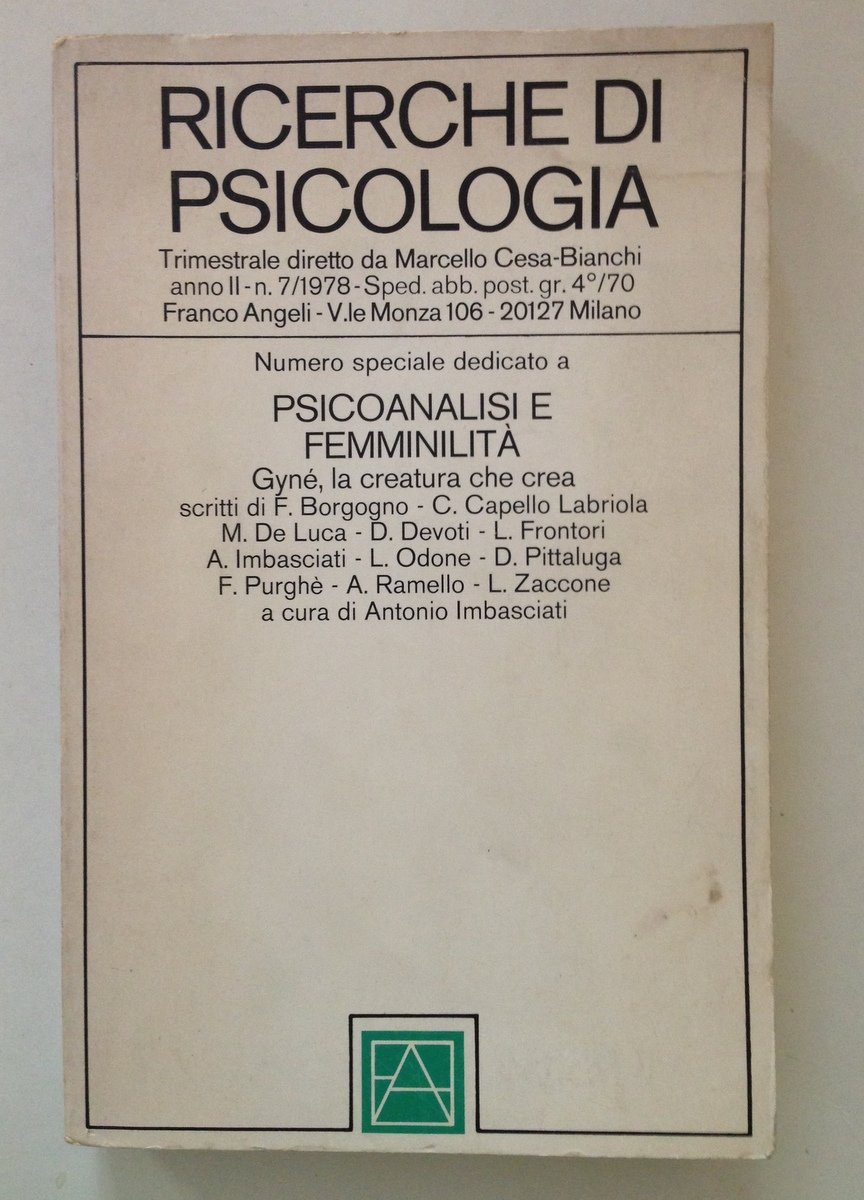 RICERCHE DI
PSICOLOGIA
Trimestrale diretto da Marcello Cesa-Bianchi
anno II - n. 7/1978 - Sped. abb. post. gr. 4°/70
Franco Angeli - V.le Monza 106 - 20127 Milano
Numero speciale dedicato a
PSICOANALISI E
FEMMINILITÀ
Gyné, la creatura che crea
scritti di F. Borgogno - C. Capello Labriola
M. De Luca - D. Devoti - L. Frontori
A. Imbasciati - L. Odone - D. Pittaluga
F. Purghè - A. Ramello - L. Zaccone
a cura di Antonio Imbasciati
FA